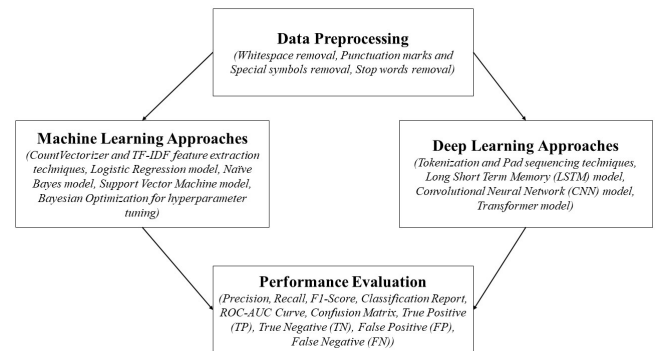 Data Preprocessing
(Whitespace removal, Punctuation marks and
Special symbols removal, Stop words removal)
Machine Learning Approaches
(CountVectorizer and TF-IDF feature extraction
techniques, Logistic Regression model, Naïve
Bayes model, Support Vector Machine model,
Bayesian Optimization for hyperparameter
tuning)
Deep Learning Approaches
(Tokenization and Pad sequencing techniques,
Long Short Term Memory (LSTM) model,
Convolutional Neural Network (CNN) model,
Transformer model)
Performance Evaluation
(Precision, Recall, F1-Score, Classification Report,
ROC-AUC Curve, Confusion Matrix, True Positive
(TP), True Negative (TN), False Positive (FP),
False Negative (FN))